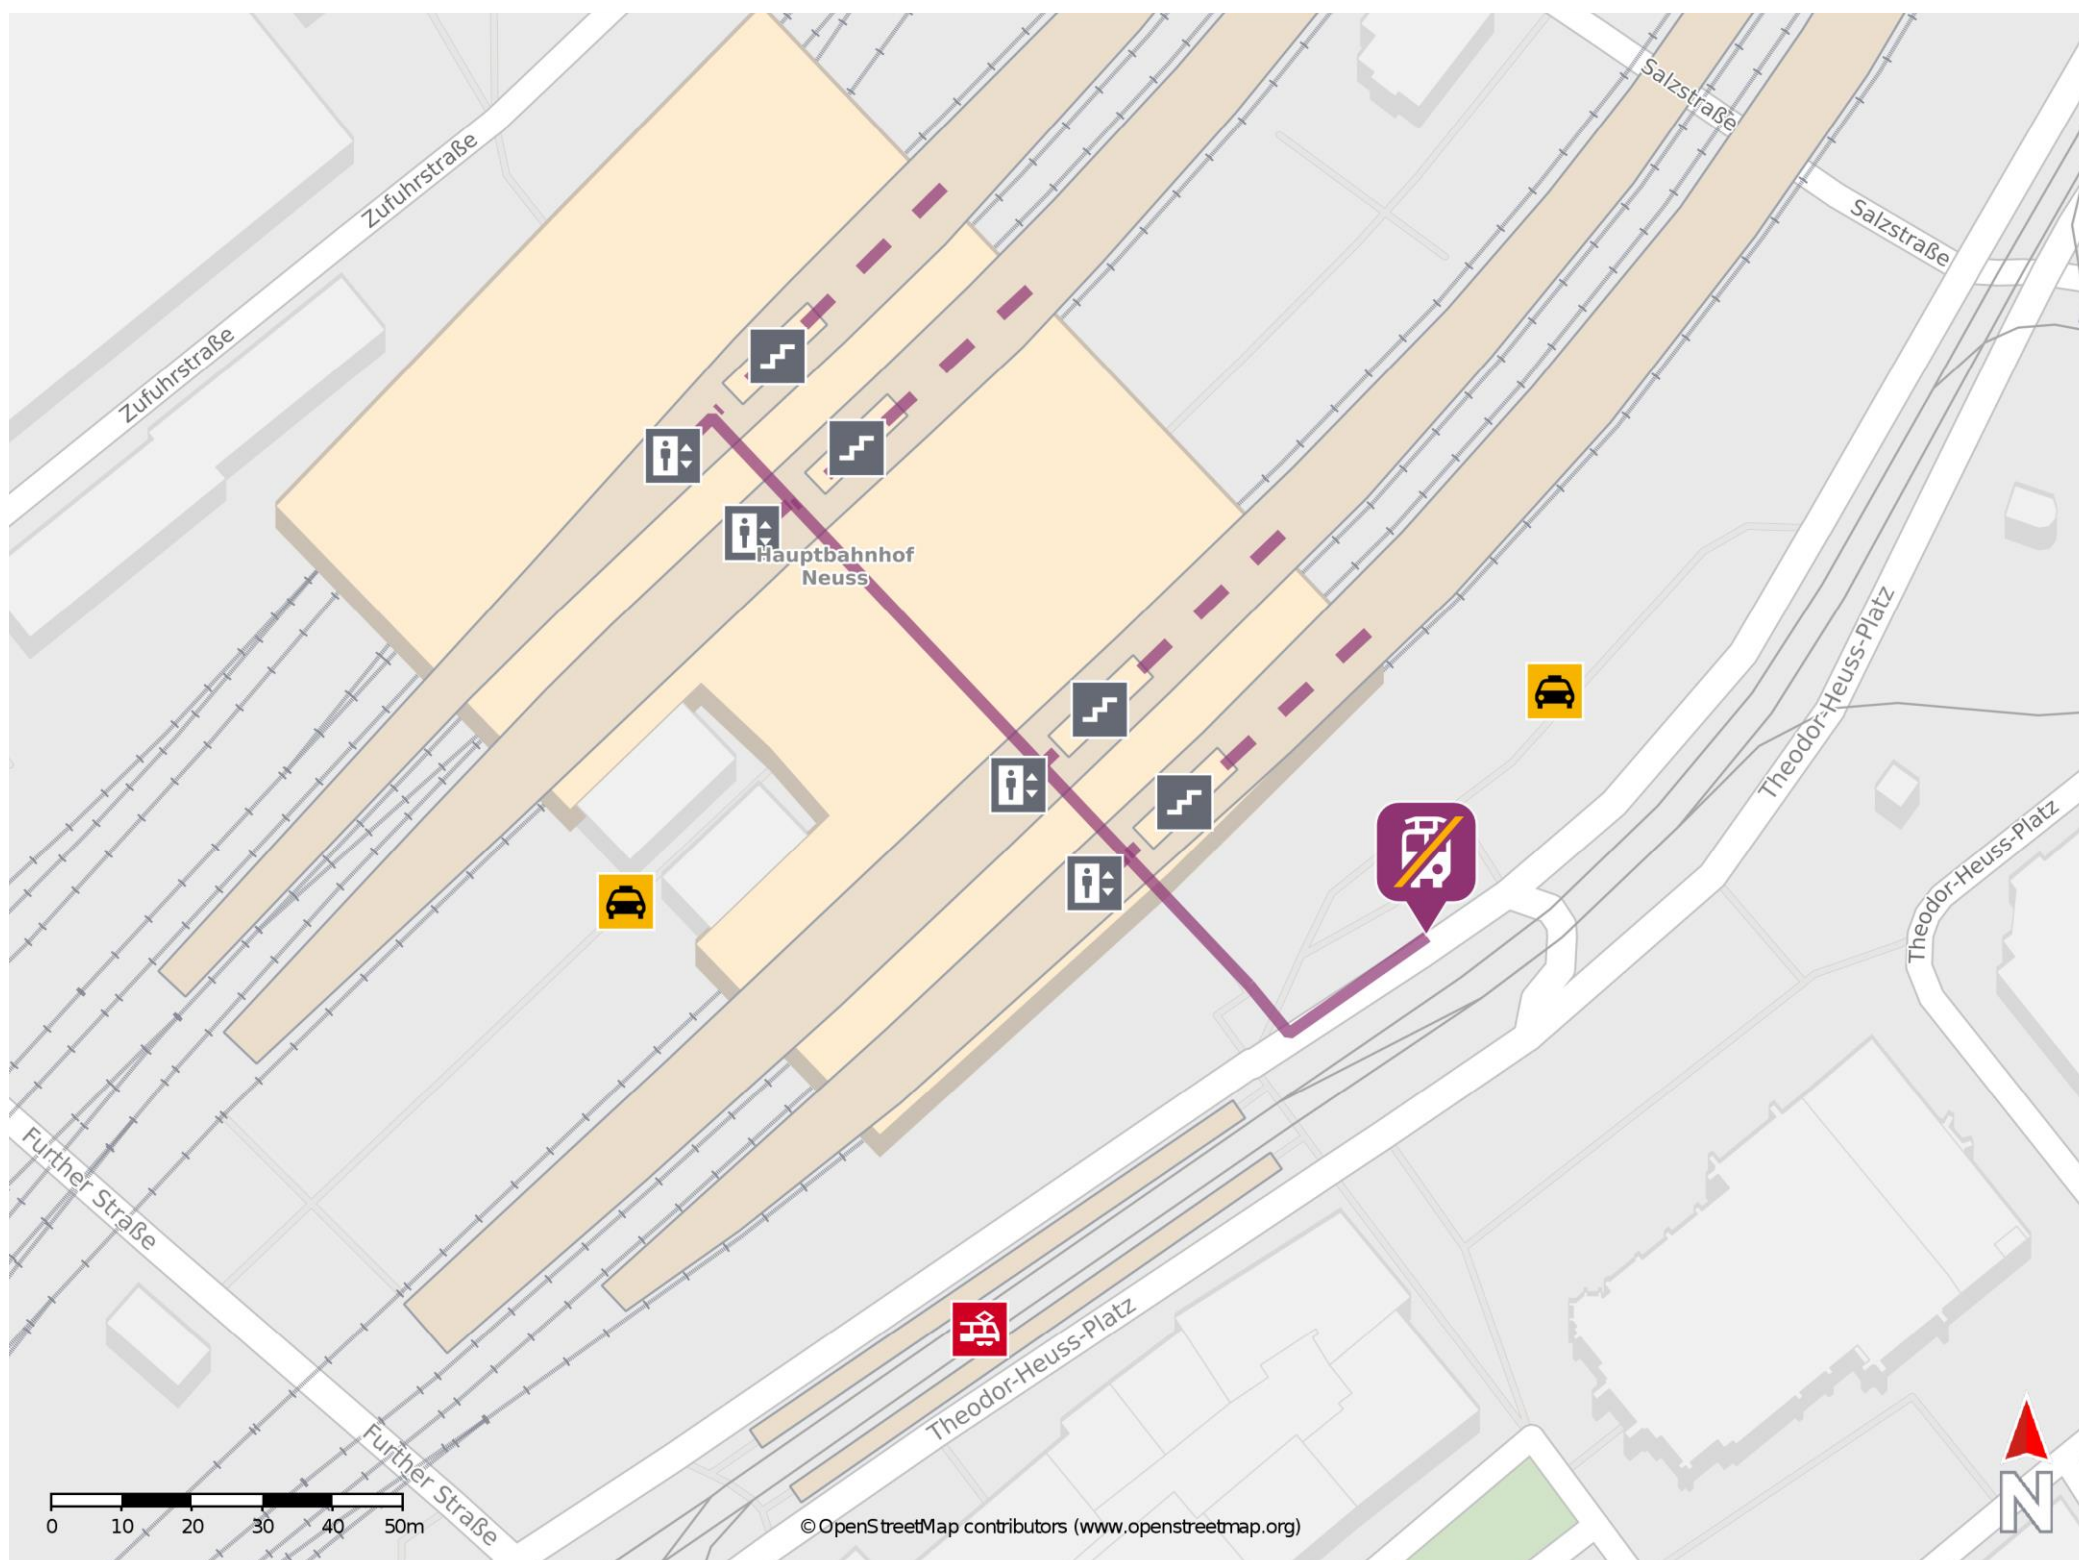 Salzstraße
Zufuhrstraße
Salzstraße
Zufuhrstraße
Hauptbahnhof
Neuss
Theodor-Heuss-Platz
Theodor-Heuss-Platz
Further Straße
Theodor-Heuss-Platz
Further Straße
0 10 20 30 40 50m
© OpenStreetMap contributors (www.openstreetmap.org)
N